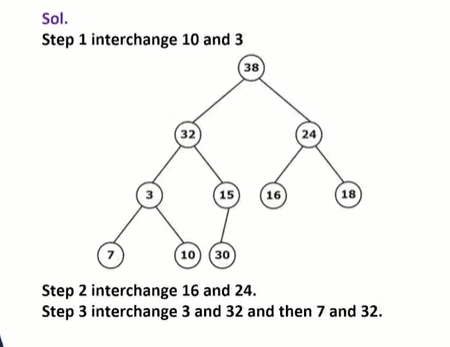 Sol.
Step 1 interchange 10 and 3
38
32 24
3 15 16 18
7 10 30
Step 2 interchange 16 and 24.
Step 3 interchange 3 and 32 and then 7 and 32.